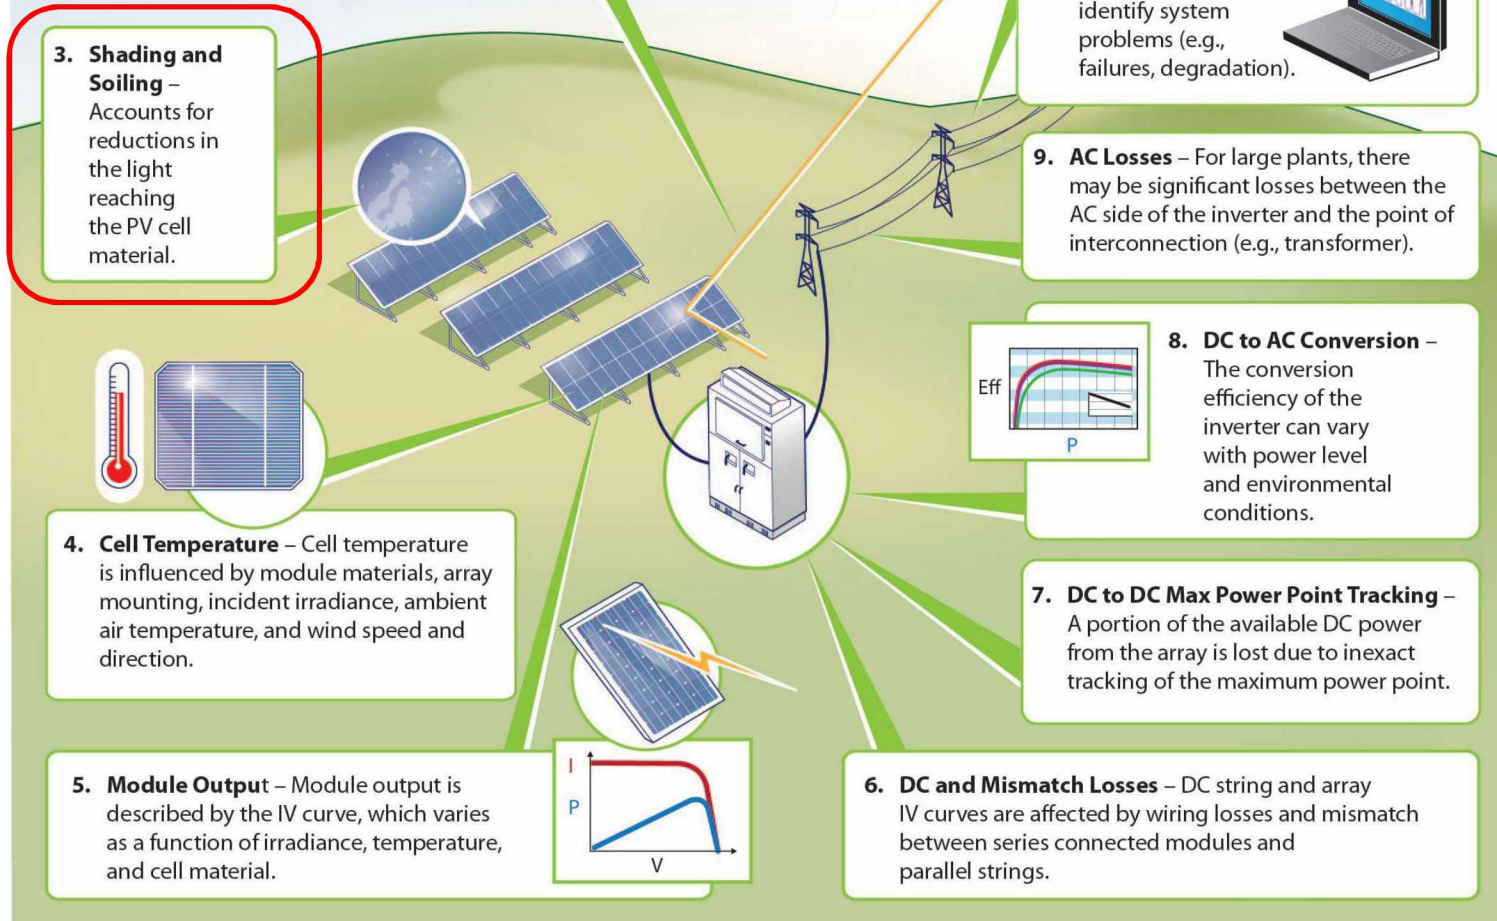 3. Shading and
Soiling –
Accounts for
reductions in
the light
reaching
the PV cell
material.
identify system
problems (e.g.,
failures, degradation).
9. AC Losses – For large plants, there
may be significant losses between the
AC side of the inverter and the point of
interconnection (e.g., transformer).
Eff
P
8. DC to AC Conversion –
The conversion
efficiency of the
inverter can vary
with power level
and environmental
conditions.
4. Cell Temperature – Cell temperature
is influenced by module materials, array
mounting, incident irradiance, ambient
air temperature, and wind speed and
direction.
7. DC to DC Max Power Point Tracking –
A portion of the available DC power
from the array is lost due to inexact
tracking of the maximum power point.
5. Module Output – Module output is
described by the IV curve, which varies
as a function of irradiance, temperature,
and cell material.
I
P
V
6. DC and Mismatch Losses – DC string and array
IV curves are affected by wiring losses and mismatch
between series connected modules and
parallel strings.